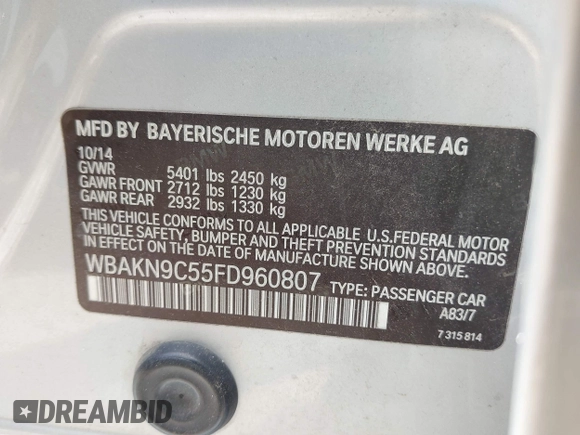 MFD BY BAYERISCHE MOTOREN WERKE AG
10/14
GVWR 5401 lbs 2450 kg
GAWR FRONT 2712 lbs 1230 kg
GAWR REAR 2932 lbs 1330 kg
THIS VEHICLE CONFORMS TO ALL APPLICABLE U.S.FEDERAL MOTOR
VEHICLE SAFETY, BUMPER AND THEFT PREVENTION STANDARDS
IN EFFECT ON THE DATE OF MANUFACTURE SHOWN ABOVE.
WBAKN9C55FD960807 TYPE: PASSENGER CAR
A83/7
7 315 814
DREAMBID